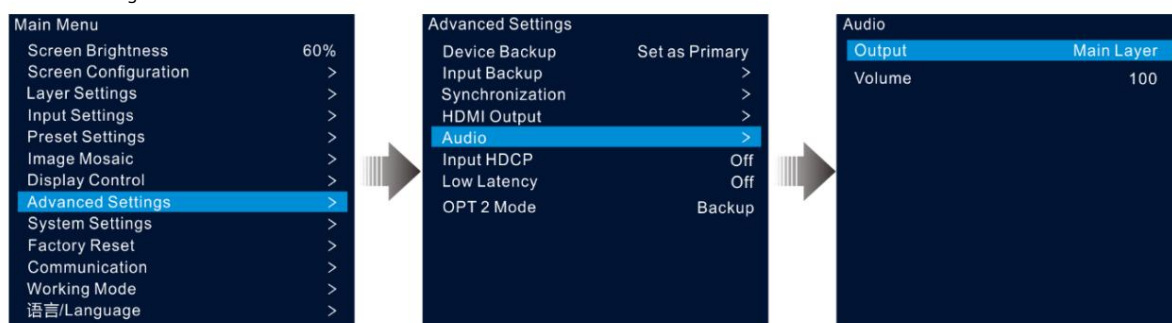 Main Menu
Screen Brightness 60%
Screen Configuration >
Layer Settings >
Input Settings >
Preset Settings >
Image Mosaic >
Display Control >
Advanced Settings >
System Settings >
Factory Reset >
Communication >
Working Mode >
语言/Language >
Advanced Settings
Device Backup Set as Primary
Input Backup >
Synchronization >
HDMI Output >
Audio >
Input HDCP Off
Low Latency Off
OPT 2 Mode Backup
Audio
Output Main Layer
Volume 100